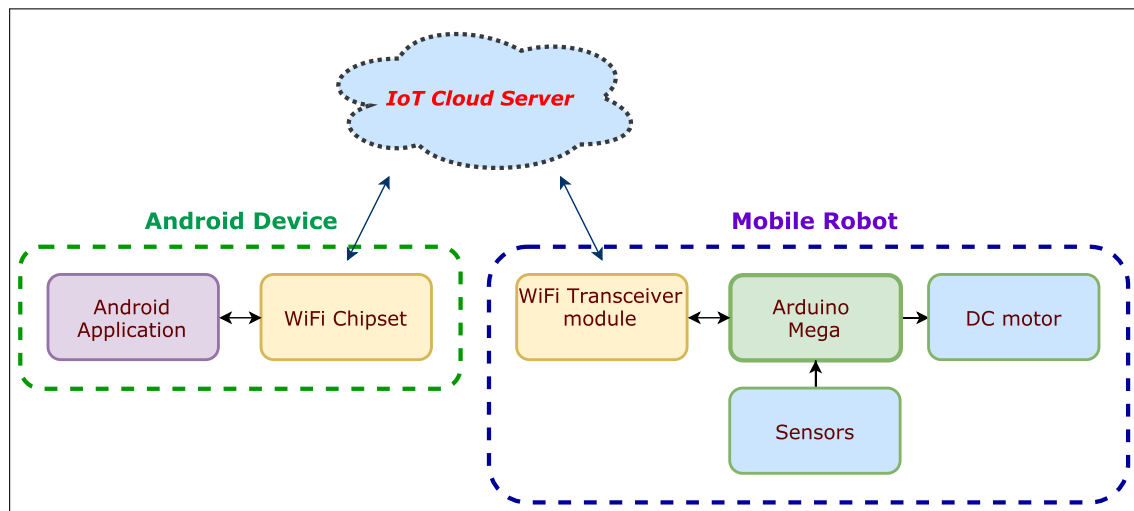 IoT Cloud Server
Android Device
Mobile Robot
Android
Application
WiFi Chipset
WiFi Transceiver
module
Arduino
Mega
DC motor
Sensors